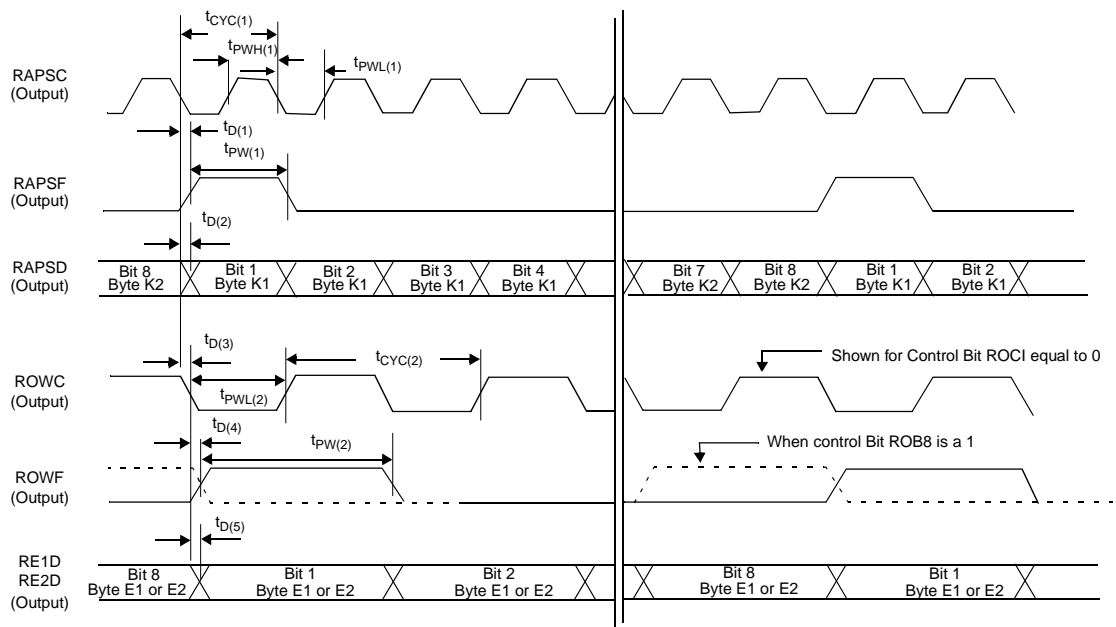 tCYC(1)
tPWH(1)
tPWL(1)
RAPSC
(Output)
tD(1)
tPW(1)
RAPSF
(Output)
tD(2)
RAPSD
(Output)
Bit 8
Byte K2
Bit 1
Byte K1
Bit 2
Byte K1
Bit 3
Byte K1
Bit 4
Byte K1
Bit 7
Byte K2
Bit 8
Byte K2
Bit 1
Byte K1
Bit 2
Byte K1
tD(3)
tCYC(2)
Shown for Control Bit ROCI equal to 0
ROWC
(Output)
tPWL(2)
tD(4)
tPW(2)
When control Bit ROB8 is a 1
ROWF
(Output)
tD(5)
RE1D
RE2D
(Output)
Bit 8
Byte E1 or E2
Bit 1
Byte E1 or E2
Bit 2
Byte E1 or E2
Bit 8
Byte E1 or E2
Bit 1
Byte E1 or E2